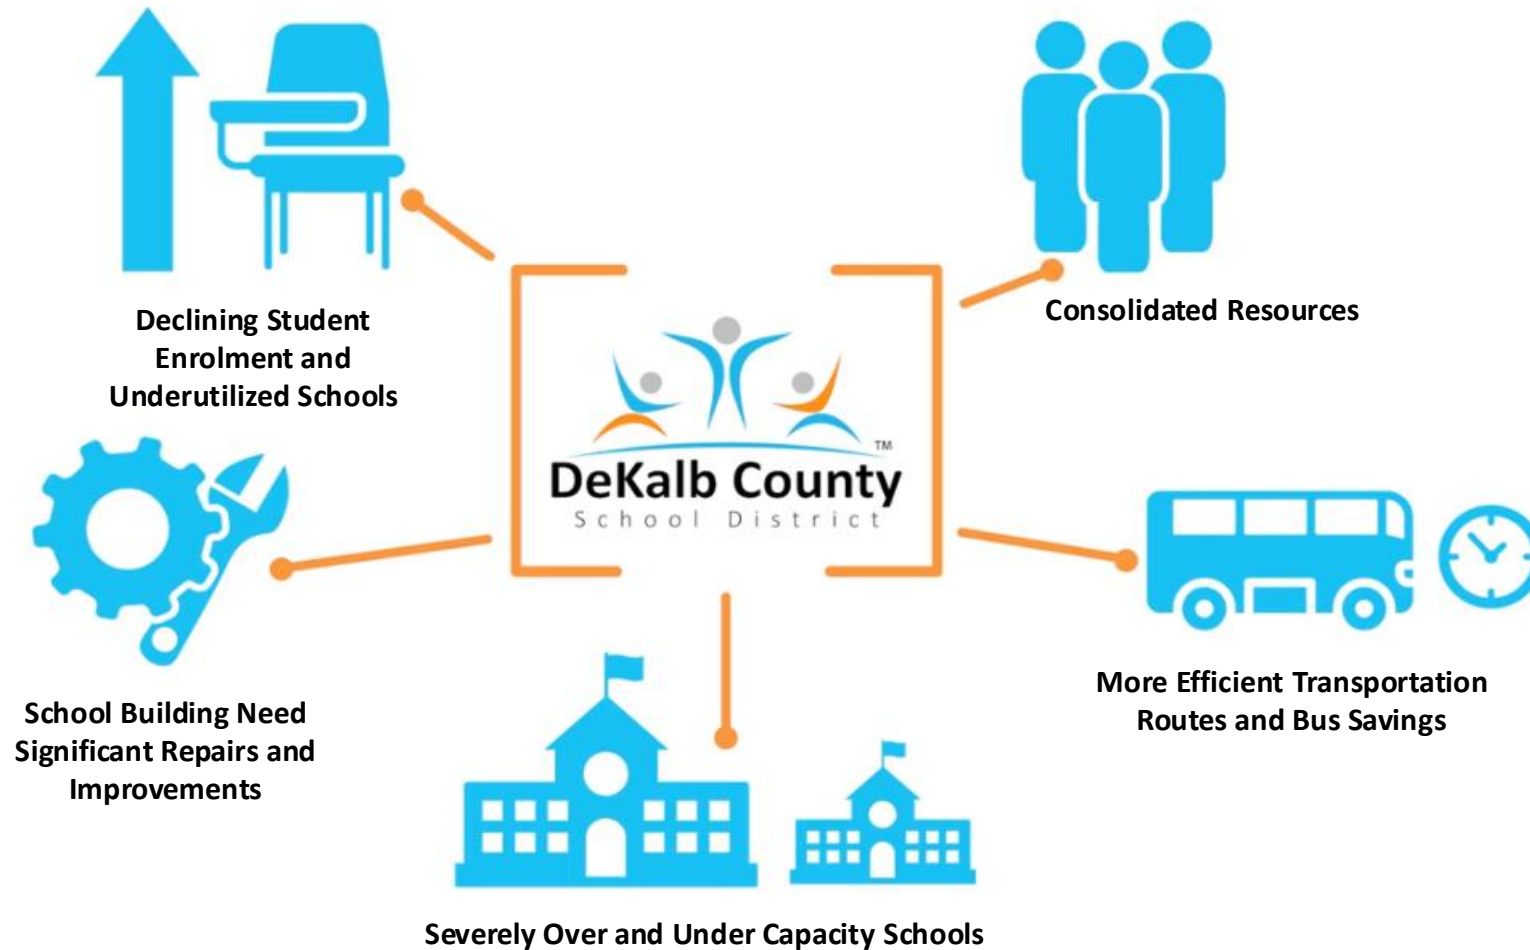 Declining Student
Enrolment and
Underutilized Schools
Consolidated Resources
TM
DeKalb County
School District
School Building Need
Significant Repairs and
Improvements
More Efficient Transportation
Routes and Bus Savings
Severely Over and Under Capacity Schools